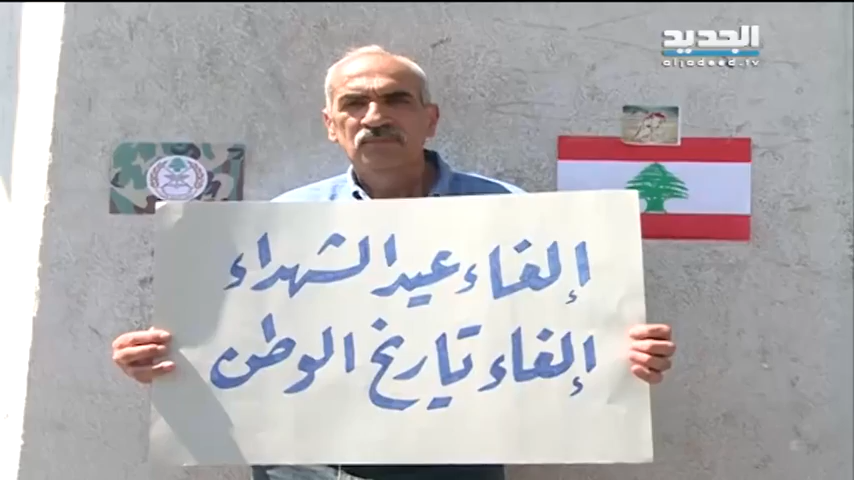 الجديد
aljadeed.tv
إلغاء عيد الشهداء
إلغاء تاريخ الوطن